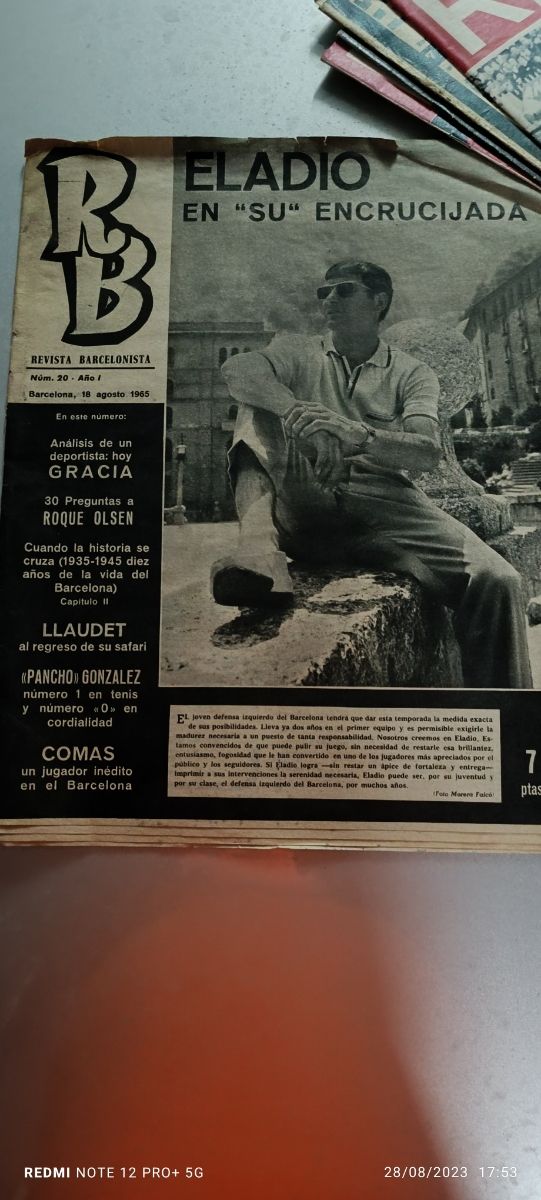 RB
REVISTA BARCELONISTA
Núm. 20 - Año I
Barcelona, 18 agosto 1965
ELADIO
EN "SU" ENCRUCIJADA
En este número:
Análisis de un
deportista: hoy
GRACIA
30 Preguntas a
ROQUE OLSEN
Cuando la historia se
cruza (1935-1945 diez
años de la vida del
Barcelona)
Capítulo II
LLAUDET
al regreso de su safari
«PANCHO» GONZALEZ
número 1 en tenis
y número «0» en
cordialidad
COMAS
un jugador inédito
en el Barcelona
EL joven defensa izquierdo del Barcelona tendrá que dar esta temporada la medida exacta
de sus posibilidades. Lleva ya dos años en el primer equipo y es permisible exigirle la
madurez necesaria a un puesto de tanta responsabilidad. Nosotros creemos en Eladio. Es-
tamos convencidos de que puede pulir su juego, sin necesidad de restarle esa brillantez,
entusiasmo, fogosidad que le han convertido en uno de los jugadores más apreciados por el
público y los seguidores. Si Eladio logra —sin restar un ápice de fortaleza y entrega—
imprimir a sus intervenciones la serenidad necesaria, Eladio puede ser, por su juventud y
por su clase, el defensa izquierdo del Barcelona, por muchos años.
(Foto Morera Falcó)
7
ptas
REDMI NOTE 12 PRO+ 5G
28/08/2023 17:53